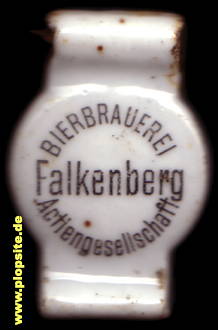 BIERBRAUEREI
Falkenberg
Actiengesellschaft
www.plopsite.de